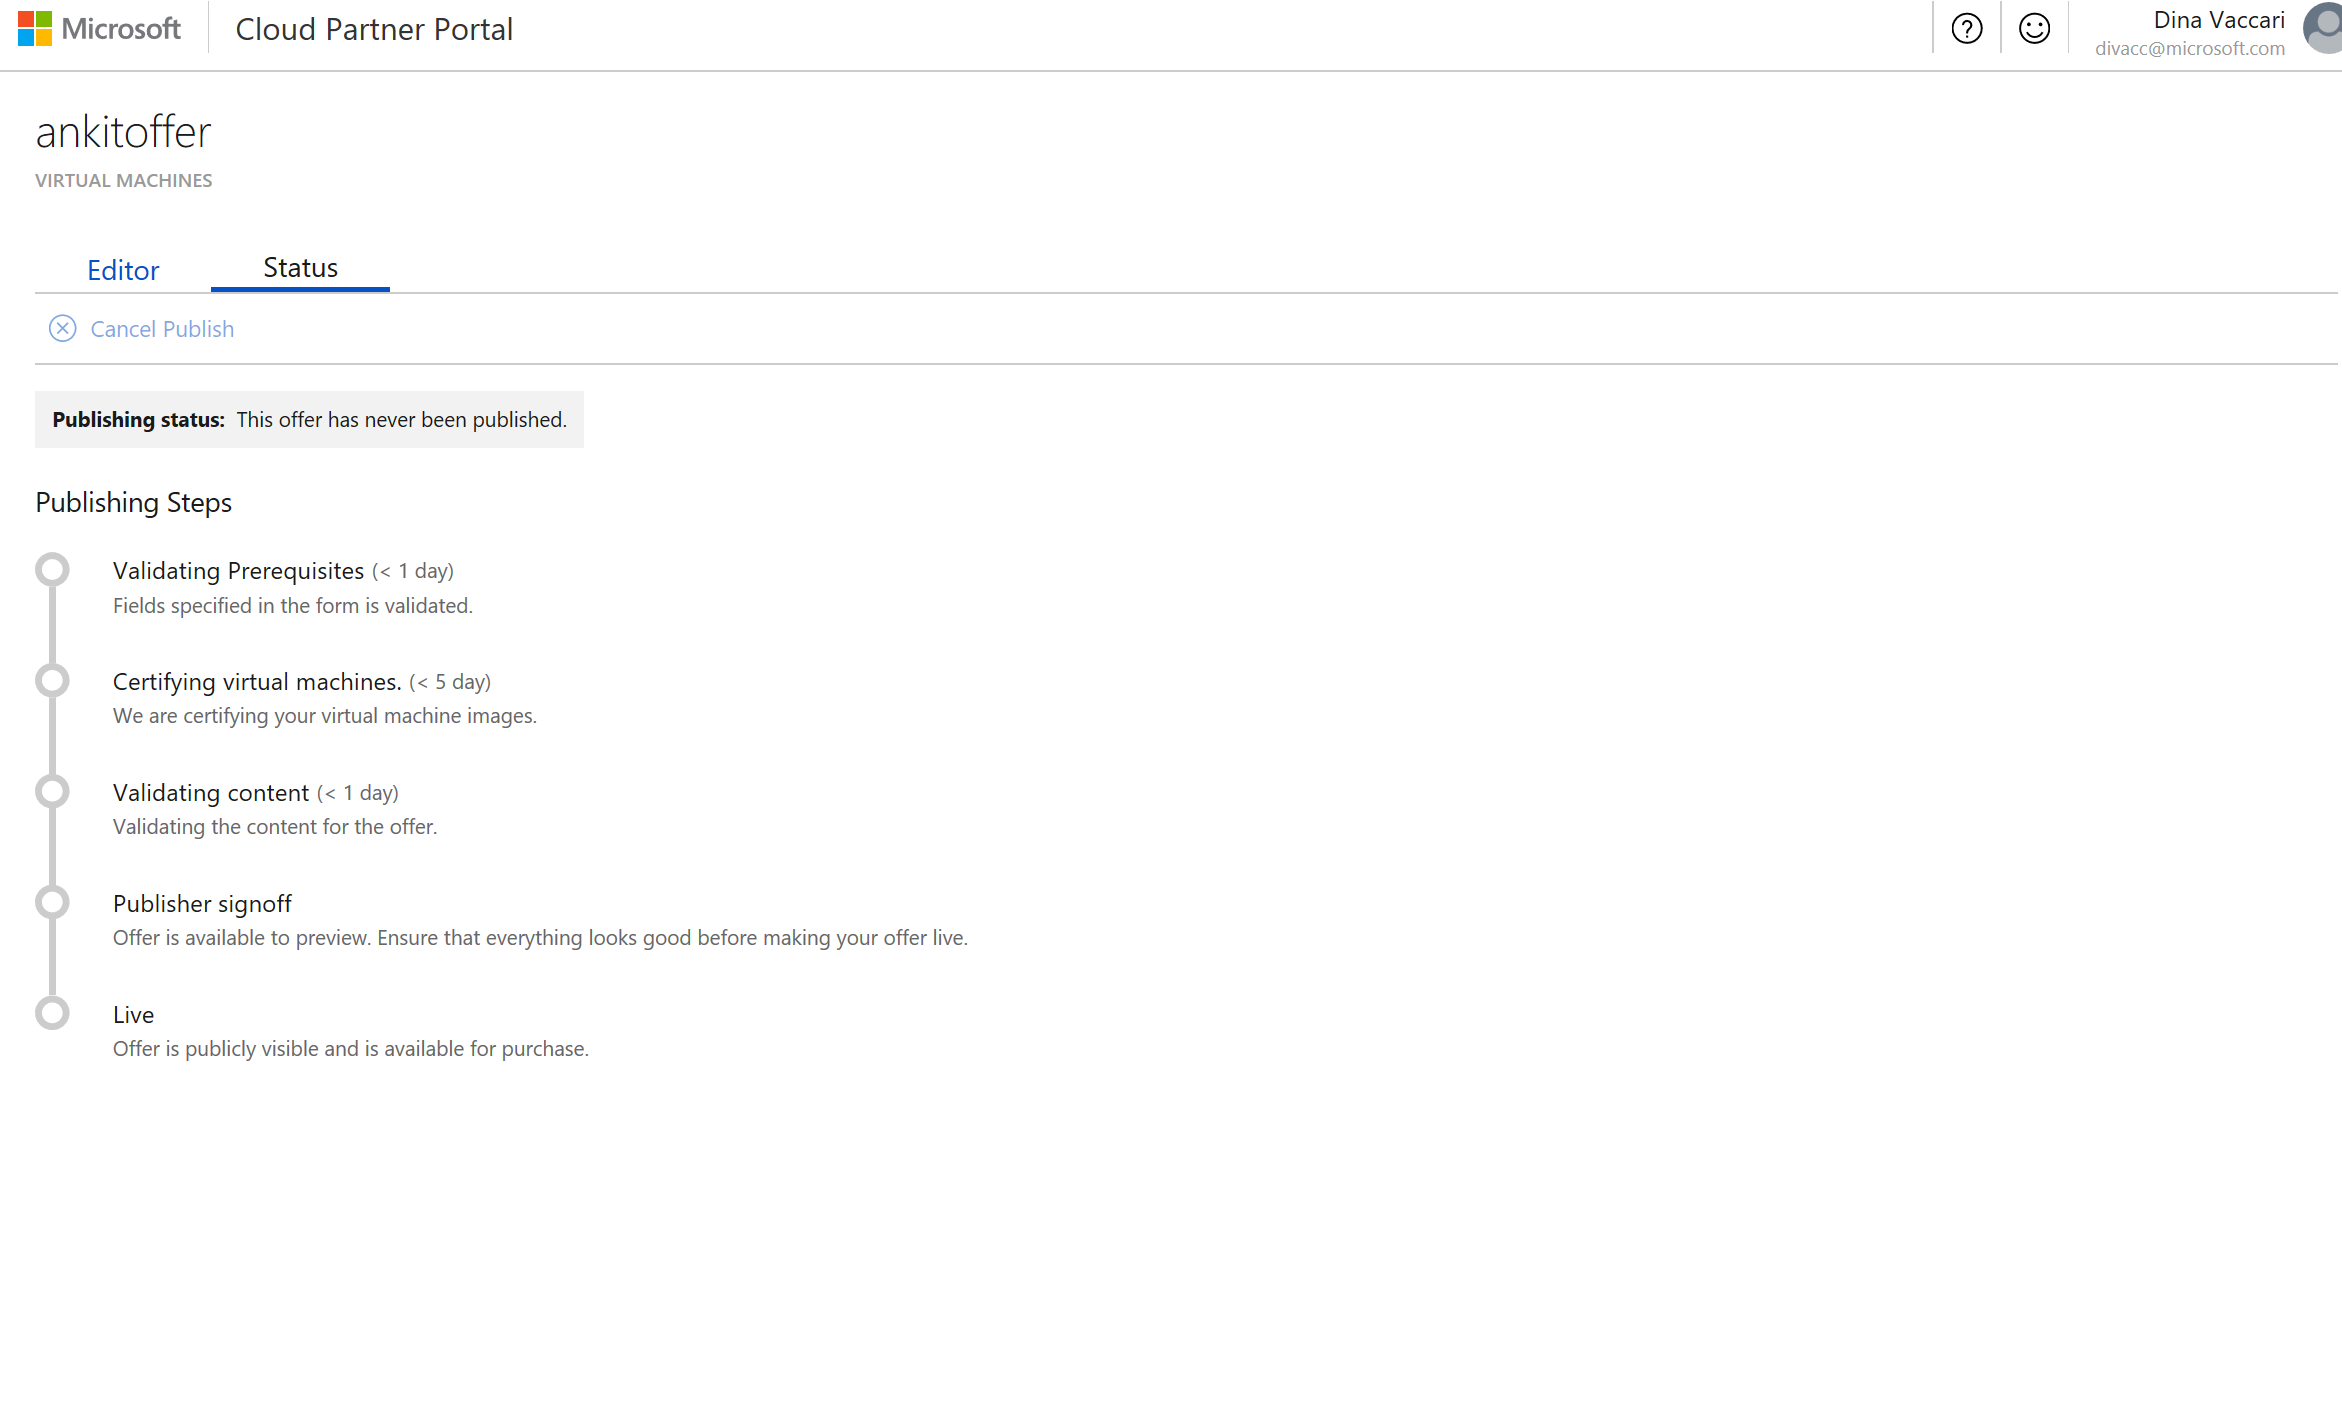 Microsoft
Cloud Partner Portal
?
Dina Vaccari
divacc@microsoft.com
ankitoffer
VIRTUAL MACHINES
Editor
Status
Cancel Publish
Publishing status: This offer has never been published.
Publishing Steps
Validating Prerequisites (< 1 day)
Fields specified in the form is validated.
Certifying virtual machines. (< 5 day)
We are certifying your virtual machine images.
Validating content (< 1 day)
Validating the content for the offer.
Publisher signoff
Offer is available to preview. Ensure that everything looks good before making your offer live.
Live
Offer is publicly visible and is available for purchase.